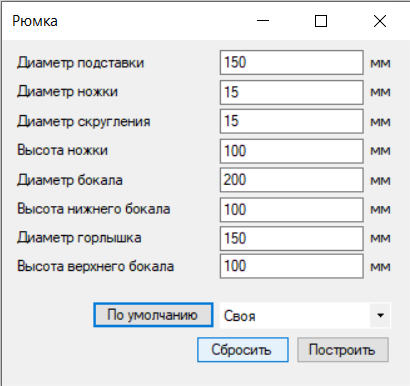 Рюмка
Диаметр подставки 150 мм
Диаметр ножки 15 мм
Диаметр скругления 15 мм
Высота ножки 100 мм
Диаметр бокала 200 мм
Высота нижнего бокала 100 мм
Диаметр горлышка 150 мм
Высота верхнего бокала 100 мм
По умолчанию Своя
Сбросить Построить